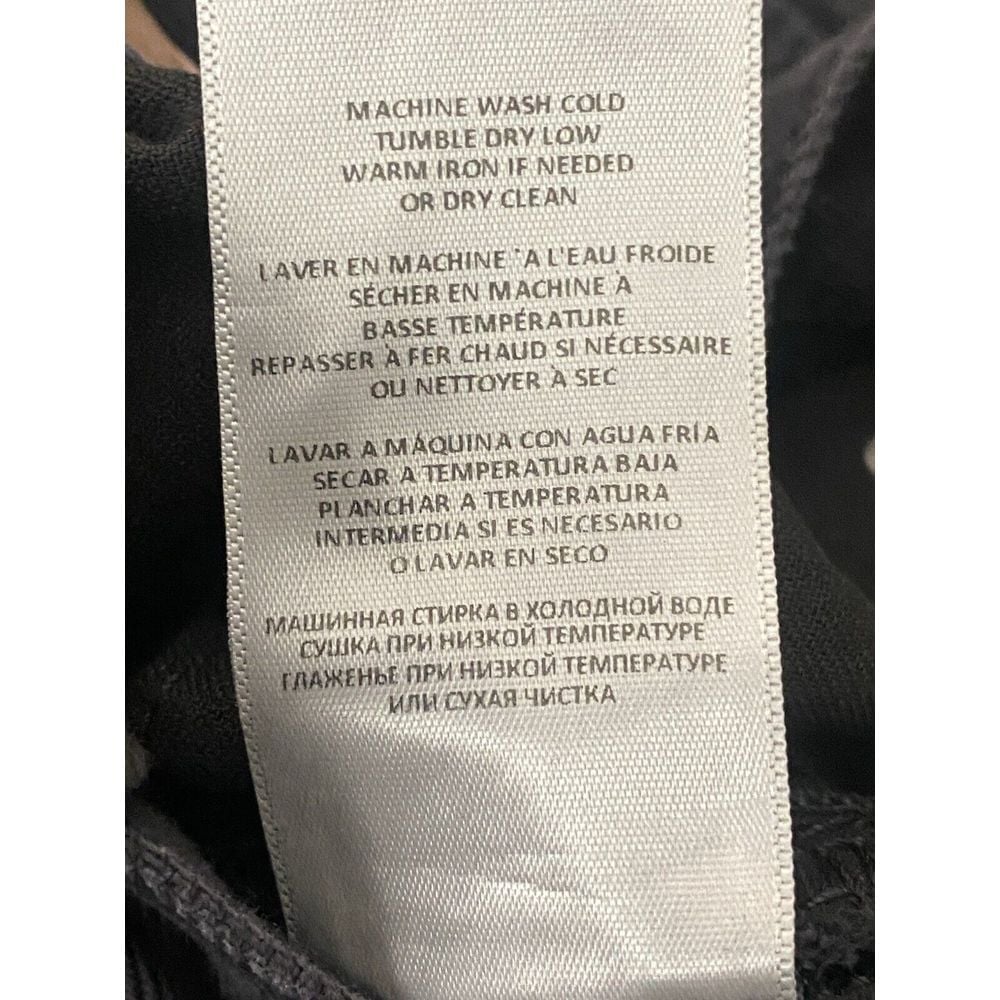 MACHINE WASH COLD
TUMBLE DRY LOW
WARM IRON IF NEEDED
OR DRY CLEAN
LAVER EN MACHINE `A L'EAU FROIDE
SÉCHER EN MACHINE À
BASSE TEMPÉRATURE
REPASSER À FER CHAUD SI NÉCESSAIRE
OU NETTOYER À SEC
LAVAR A MÁQUINA CON AGUA FRÍA
SECAR A TEMPERATURA BAJA
PLANCHAR A TEMPERATURA
INTERMEDIA SI ES NECESARIO
O LAVAR EN SECO
МАШИННАЯ СТИРКА В ХОЛОДНОЙ ВОДЕ
СУШКА ПРИ НИЗКОЙ ТЕМПЕРАТУРЕ
ГЛАЖЕНЬЕ ПРИ НИЗКОЙ ТЕМПЕРАТУРЕ
ИЛИ СУХАЯ ЧИСТКА